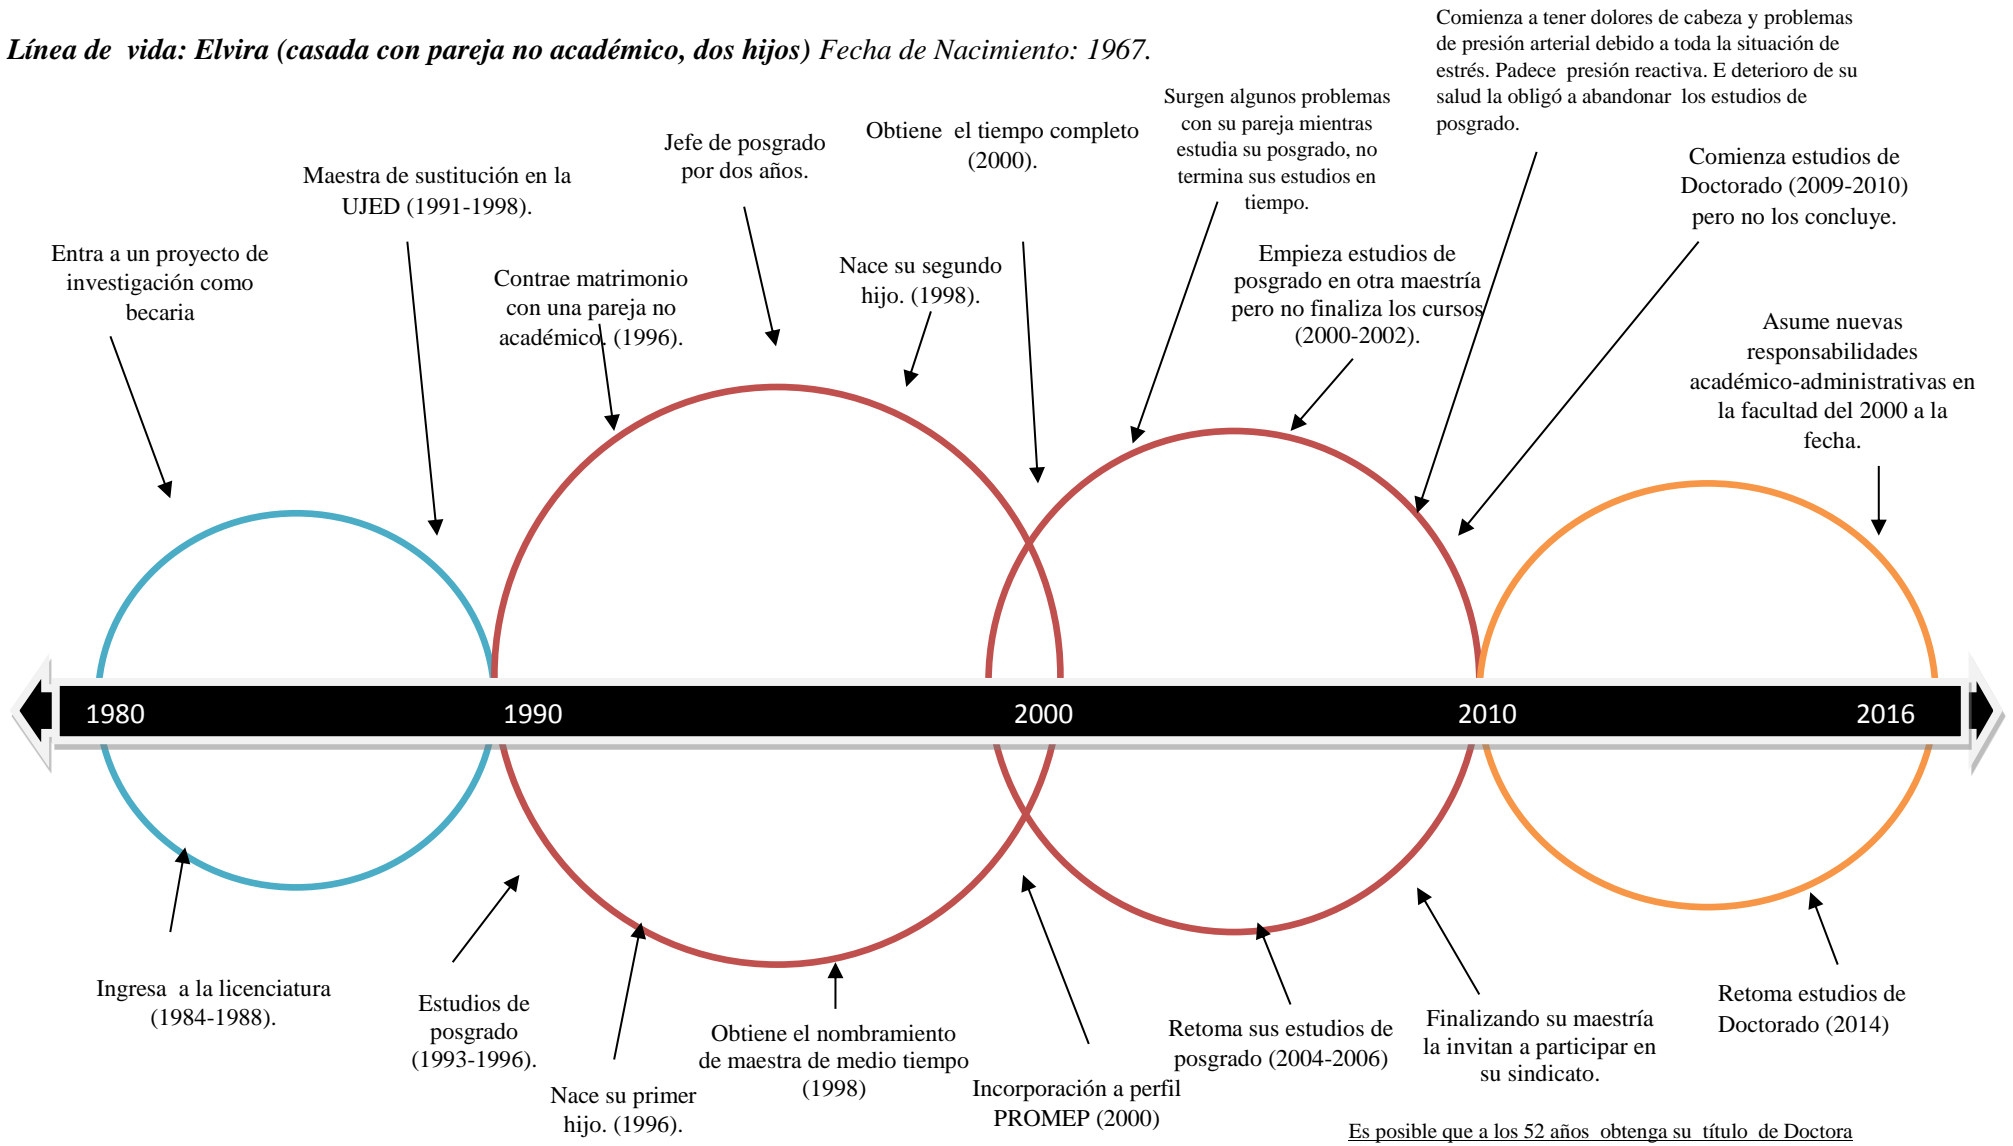 Línea de vida: Elvira (casada con pareja no académico, dos hijos) Fecha de Nacimiento: 1967.
Comienza a tener dolores de cabeza y problemas
de presión arterial debido a toda la situación de
estrés. Padece presión reactiva. E deterioro de su
salud la obligó a abandonar los estudios de
posgrado.
Entra a un proyecto de
investigación como
becaria
Maestra de sustitución en la
UJED (1991-1998).
Contrae matrimonio
con una pareja no
académico. (1996).
Jefe de posgrado
por dos años.
Nace su segundo
hijo. (1998).
Obtiene el tiempo completo
(2000).
Surgen algunos problemas
con su pareja mientras
estudia su posgrado, no
termina sus estudios en
tiempo.
Empieza estudios de
posgrado en otra maestría
pero no finaliza los cursos
(2000-2002).
Comienza estudios de
Doctorado (2009-2010)
pero no los concluye.
Asume nuevas
responsabilidades
académico-administrativas en
la facultad del 2000 a la
fecha.
1980 1990 2000 2010 2016
Ingresa a la licenciatura
(1984-1988).
Estudios de
posgrado
(1993-1996).
Nace su primer
hijo. (1996).
Obtiene el nombramiento
de maestra de medio tiempo
(1998)
Incorporación a perfil
PROMEP (2000)
Retoma sus estudios de
posgrado (2004-2006)
Finalizando su maestría
la invitan a participar en
su sindicato.
Retoma estudios de
Doctorado (2014)
Es posible que a los 52 años obtenga su título de Doctora